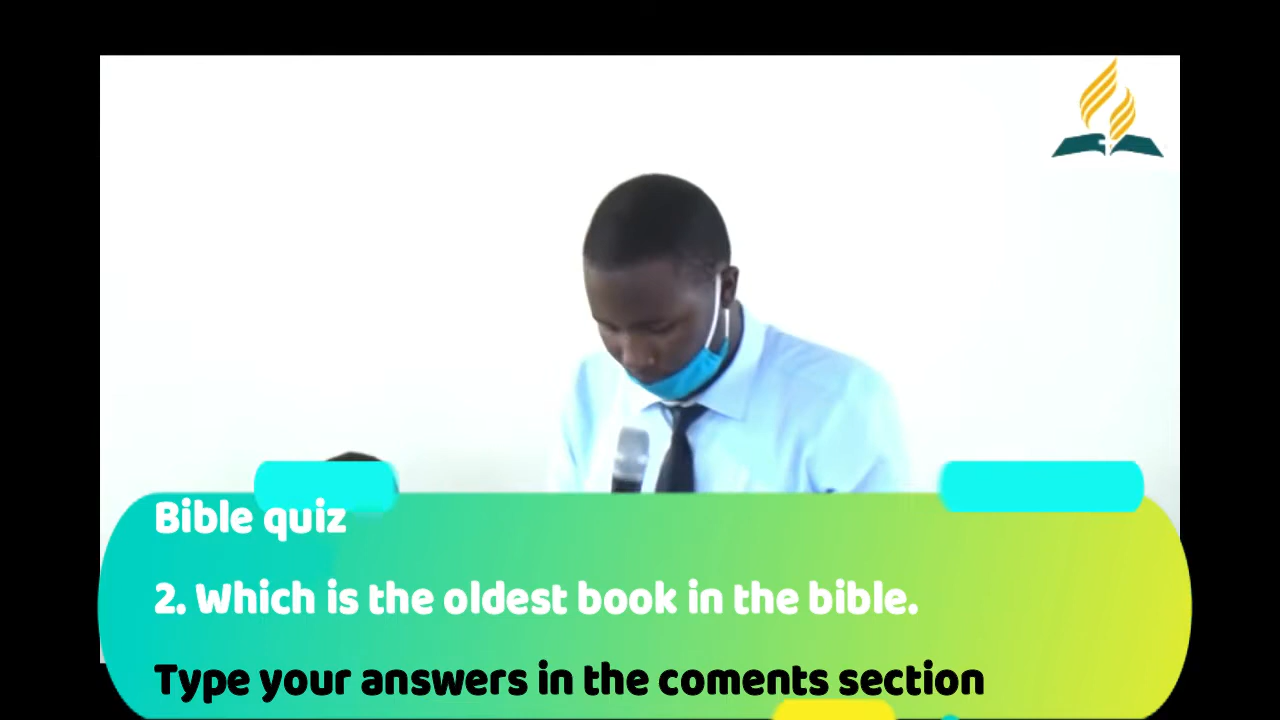 Bible quiz
2. Which is the oldest book in the bible.
Type your answers in the coments section